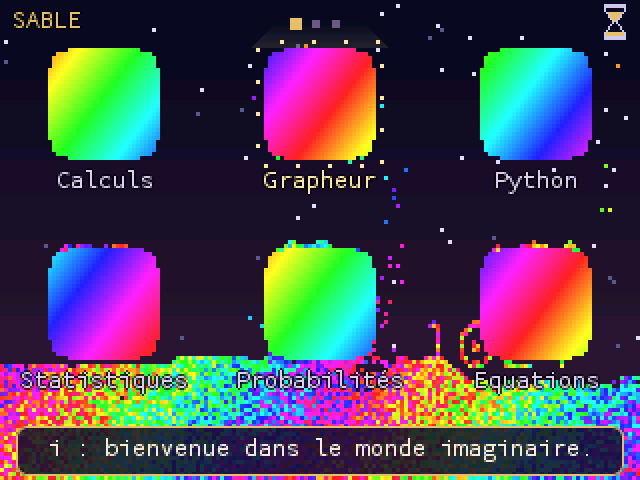 SABLE
Calculs
Grapheur
Python
Statistiques
Probabilités
Equations
i : bienvenue dans le monde imaginaire.